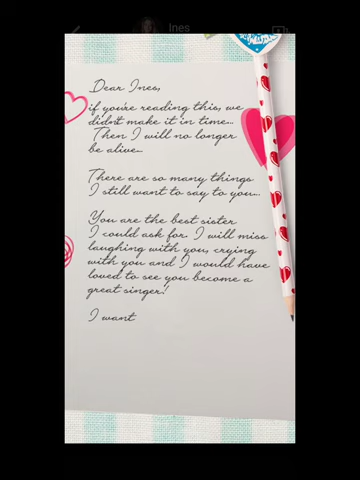 Ines
Dear Ines,
if you're reading this, we
didn't make it in time...
Then I will no longer
be alive...
There are so many things
I still want to say to you...
You are the best sister
I could ask for. I will miss
laughing with you, crying
with you and I would have
loved to see you become a
great singer!
I want